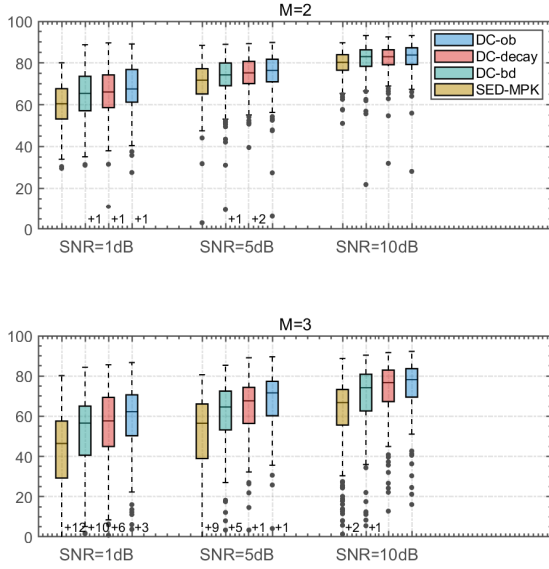 M=2
100
80
60
40
20
0
DC-ob
DC-decay
DC-bd
SED-MPK
+1 +1 +1 +1 +2
SNR=1dB SNR=5dB SNR=10dB
M=3
100
80
60
40
20
0
+12 +10 +6 +3 +9 +5 +1 +1 +2 +1
SNR=1dB SNR=5dB SNR=10dB